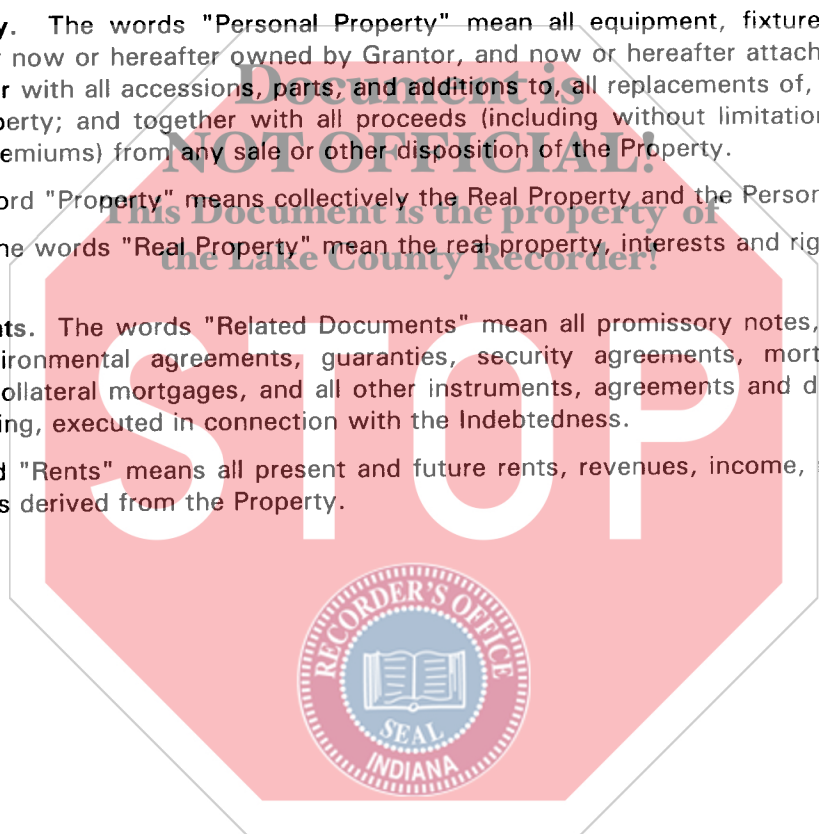 y. The words "Personal Property" mean all equipment, fixture
now or hereafter owned by Grantor, and now or hereafter attach
r with all accessions, parts, and additions to, all replacements of,
perty; and together with all proceeds (including without limitation
emiums) from any sale or other disposition of the Property.
ord "Property" means collectively the Real Property and the Person
he words "Real Property" mean the real property, interests and rig
nts. The words "Related Documents" mean all promissory notes,
ironmental agreements, guaranties, security agreements, mort
ollateral mortgages, and all other instruments, agreements and d
ing, executed in connection with the Indebtedness.
d "Rents" means all present and future rents, revenues, income,
s derived from the Property.
Document is
NOT OFFICIAL!
This Document is the property of
the Lake County Recorder!
STOP
RECORDER'S OFFICE
SEAL
INDIANA